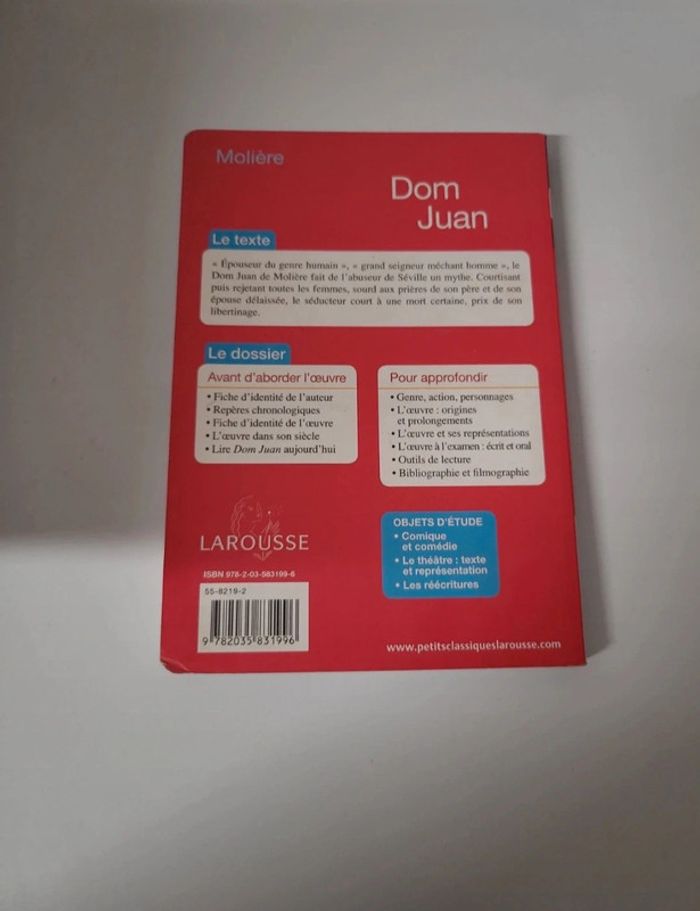 Molière
Dom
Juan
Le texte
« Épouseur du genre humain », « grand seigneur méchant homme », le
Dom Juan de Molière fait de l'abuseur de Séville un mythe. Courtisant
puis rejetant toutes les femmes, sourd aux prières de son père et de son
épouse délaissée, le séducteur court à une mort certaine, prix de son
libertinage.
Le dossier
Avant d'aborder l'œuvre
• Fiche d'identité de l'auteur
• Repères chronologiques
• Fiche d'identité de l'œuvre
• L'œuvre dans son siècle
• Lire Dom Juan aujourd'hui
Pour approfondir
• Genre, action, personnages
• L'œuvre : origines
et prolongements
• L'œuvre et ses représentations
• L'œuvre à l'examen : écrit et oral
• Outils de lecture
• Bibliographie et filmographie
LAROUSSE
OBJETS D'ÉTUDE
• Comique
et comédie
• Le théâtre : texte
et représentation
• Les réécritures
ISBN 978-2-03-583199-6
55-8219-2
9 782035 831996
www.petitsclassiqueslarousse.com